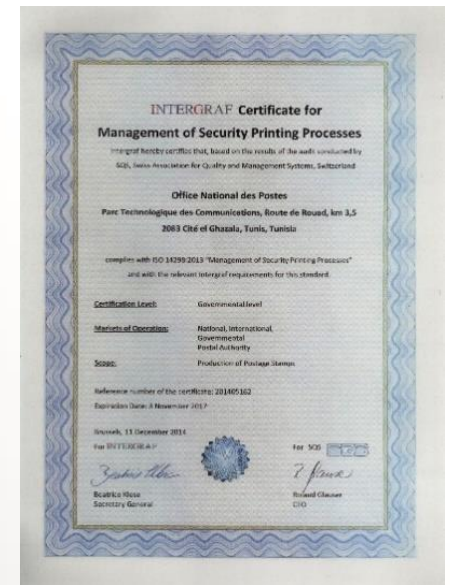 INTERGRAF Certificate for
Management of Security Printing Processes
Intergraf hereby certifies that, based on the results of the audit conducted by
SQS, Swiss Association for Quality and Management Systems, Switzerland
Office National des Postes
Parc Technologique des Communications, Route de Raoued, km 3,5
2083 Cité el Ghazala, Tunis, Tunisia
complies with ISO 14298:2013 "Management of Security Printing Processes"
and with the relevant Intergraf requirements for this standard.
Certification Level: Governmental level
Markets of Operation: National, International,
Governmental
Postal Authority
Scope: Production of Postage Stamps
Reference number of the certificate:
Expiration Date: 3 November 2017
Brussels, 11 December 2014
For INTERGRAF For SQS
Beatrice Klose Roland Glauser
Secretary General CEO